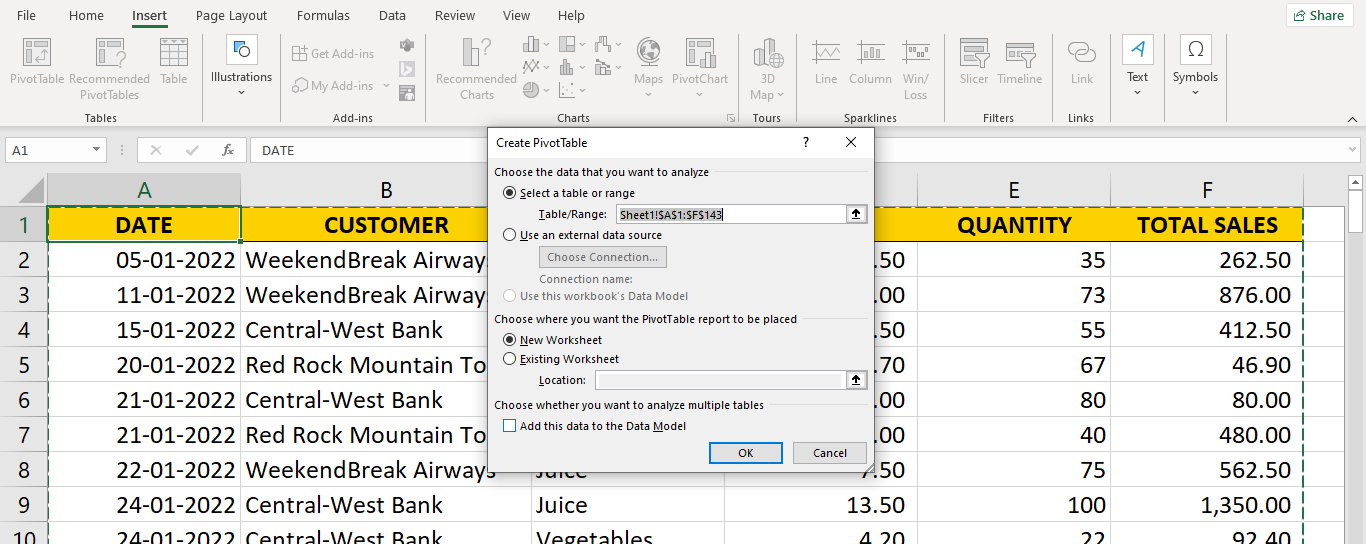 File Home Insert Page Layout Formulas Data Review View Help Share
PivotTable Recommended PivotTables Table Illustrations Get Add-ins My Add-ins Recommended Charts Maps PivotChart 3D Map Line Column Win/Loss Slicer Timeline Link Text Symbols
Tables Add-ins Charts Tours Sparklines Filters Links
A1 fx DATE
A B E F
1 DATE CUSTOMER QUANTITY TOTAL SALES
2 05-01-2022 WeekendBreak Airways .50 35 262.50
3 11-01-2022 WeekendBreak Airways .00 73 876.00
4 15-01-2022 Central-West Bank .50 55 412.50
5 20-01-2022 Red Rock Mountain To .70 67 46.90
6 21-01-2022 Central-West Bank .00 80 80.00
7 21-01-2022 Red Rock Mountain To .00 40 480.00
8 22-01-2022 WeekendBreak Airways Juice 7.50 75 562.50
9 24-01-2022 Central-West Bank Juice 13.50 100 1,350.00
10 24-01-2022 Central-West Bank Vegetables 4.20 22 92.40
Create PivotTable ?
Choose the data that you want to analyze
Select a table or range
Table/Range: Sheet1!$A$1:$F$143
Use an external data source
Choose Connection...
Connection name:
Use this workbook's Data Model
Choose where you want the PivotTable report to be placed
New Worksheet
Existing Worksheet
Location:
Choose whether you want to analyze multiple tables
Add this data to the Data Model
OK Cancel